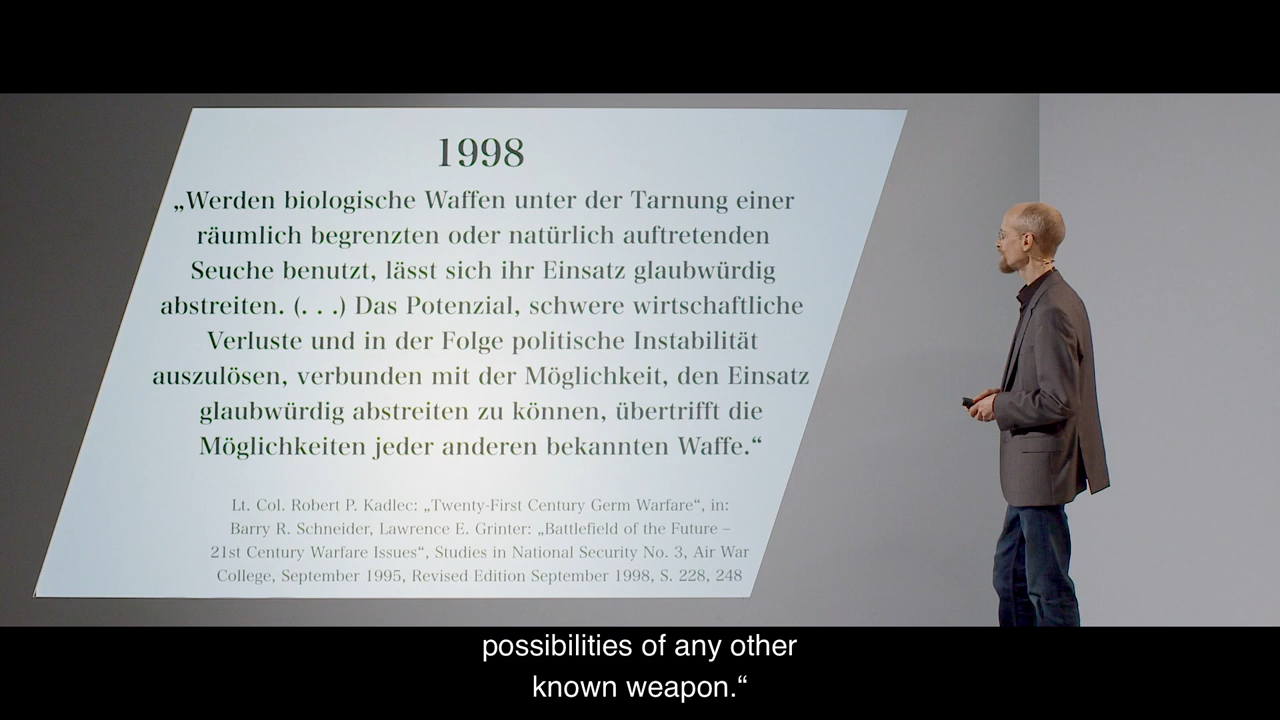 1998
„Werden biologische Waffen unter der Tarnung einer
räumlich begrenzten oder natürlich auftretenden
Seuche benutzt, lässt sich ihr Einsatz glaubwürdig
abstreiten. (. . .) Das Potenzial, schwere wirtschaftliche
Verluste und in der Folge politische Instabilität
auszulösen, verbunden mit der Möglichkeit, den Einsatz
glaubwürdig abstreiten zu können, übertrifft die
Möglichkeiten jeder anderen bekannten Waffe.“
Lt. Col. Robert P. Kadlec: „Twenty-First Century Germ Warfare“, in:
Barry R. Schneider, Lawrence E. Grinter: „Battlefield of the Future –
21st Century Warfare Issues“, Studies in National Security No. 3, Air War
College, September 1995, Revised Edition September 1998, S. 228, 248
possibilities of any other
known weapon.“